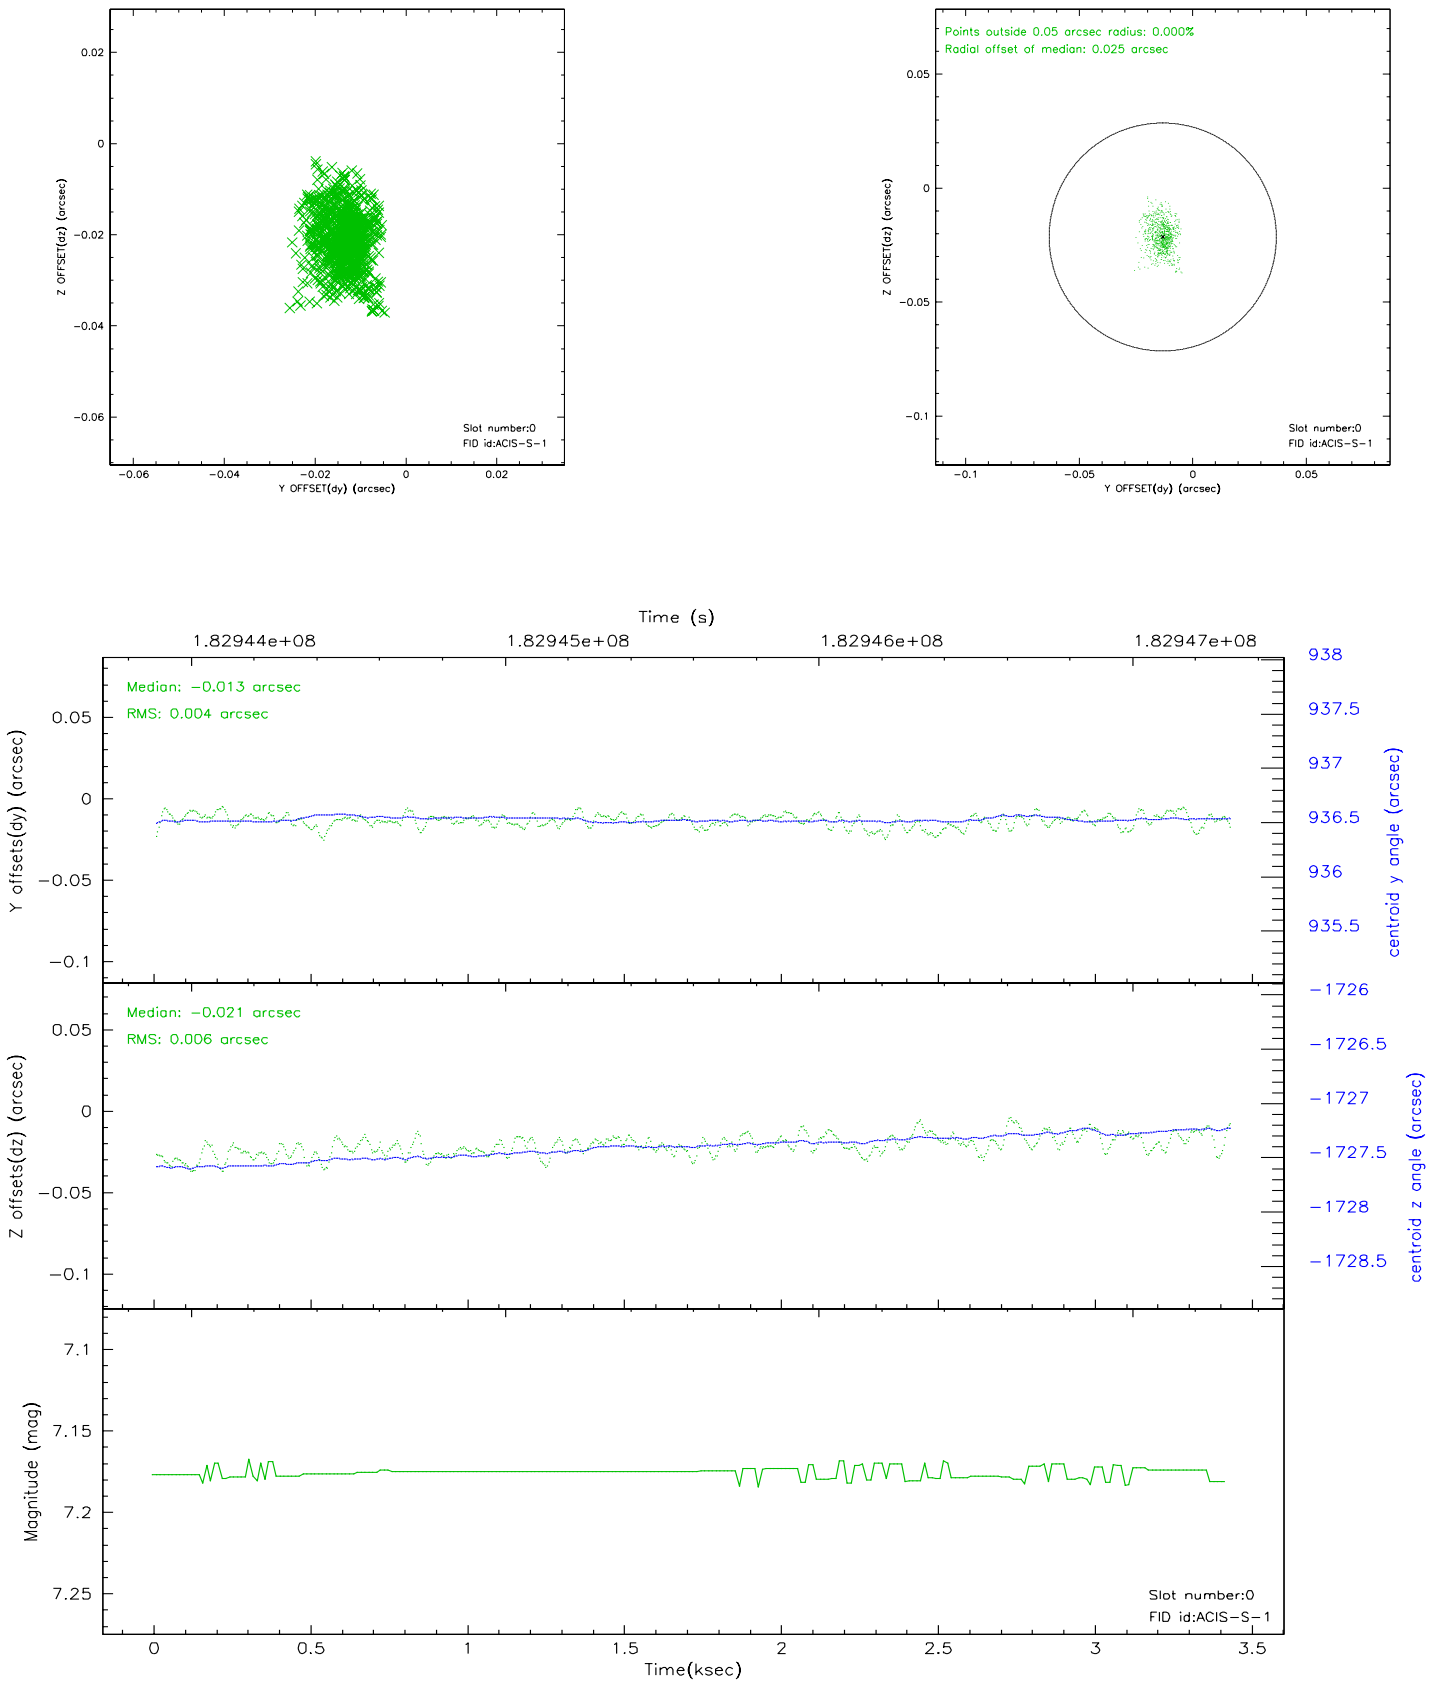 0.02
0
−0.02
−0.04
−0.06
Z OFFSET(dz) (arcsec)
Slot number:0
FID id:ACIS−S−1
−0.06 −0.04 −0.02 0 0.02
Y OFFSET(dy) (arcsec)
Points outside 0.05 arcsec radius: 0.000%
Radial offset of median: 0.025 arcsec
0.05
0
−0.05
−0.1
Z OFFSET(dz) (arcsec)
Slot number:0
FID id:ACIS−S−1
−0.1 −0.05 0 0.05
Y OFFSET(dy) (arcsec)
Time (s)
1.82944e+08 1.82945e+08 1.82946e+08 1.82947e+08
Median: −0.013 arcsec
RMS: 0.004 arcsec
0.05
0
−0.05
−0.1
Y offsets(dy) (arcsec)
938
937.5
937
936.5
936
935.5
centroid y angle (arcsec)
Median: −0.021 arcsec
RMS: 0.006 arcsec
0.05
0
−0.05
−0.1
Z offsets(dz) (arcsec)
−1726
−1726.5
−1727
−1727.5
−1728
−1728.5
centroid z angle (arcsec)
7.1
7.15
7.2
7.25
Magnitude (mag)
Slot number:0
FID id:ACIS−S−1
0 0.5 1 1.5 2 2.5 3 3.5
Time(ksec)